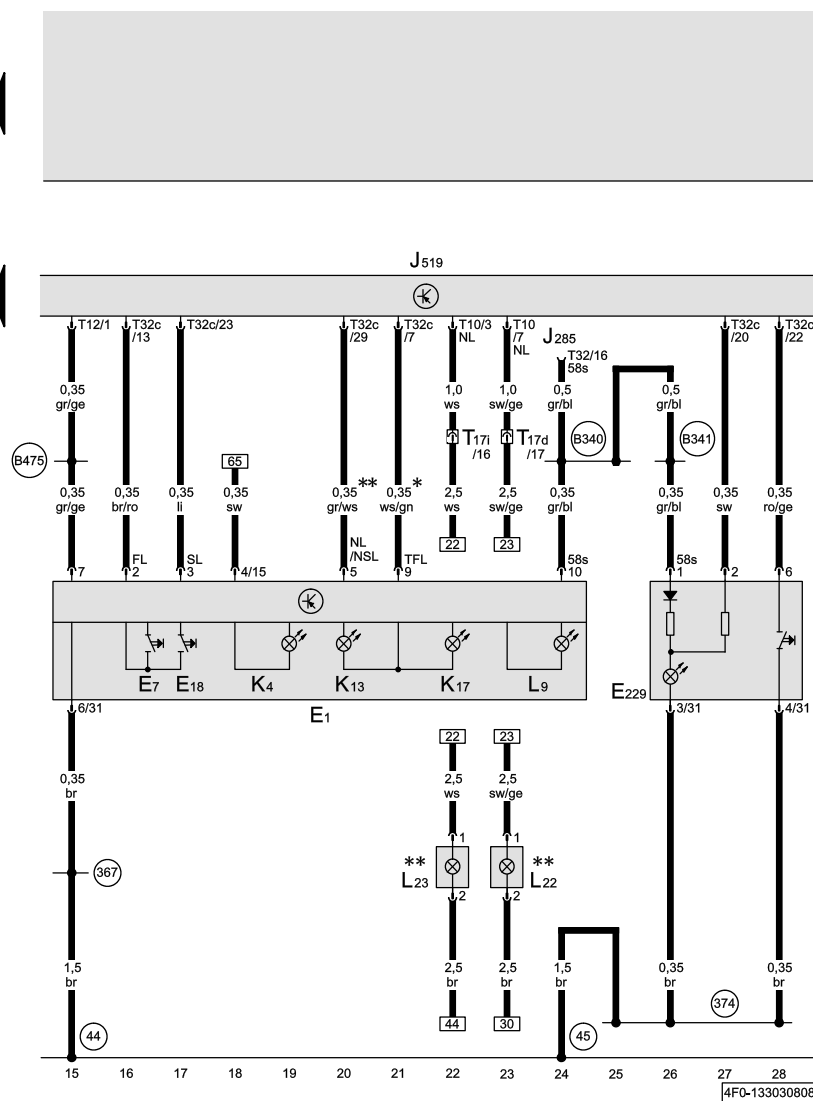 J519
T12/1 T32c /13 T32c/23 T32c /29 T32c /7 T10/3 NL T10 /7 NL T32c /20 T32c /22
J285
T32/16
58s
0,35 gr/ge
1,0 ws
1,0 sw/ge
0,5 gr/bl
0,5 gr/bl
B475
65
T17i /16
T17d /17
B340
B341
0,35 gr/ge
0,35 br/ro
0,35 li
0,35 sw
0,35 gr/ws **
0,35 ws/gn *
2,5 ws
2,5 sw/ge
0,35 gr/bl
0,35 gr/bl
0,35 sw
0,35 ro/ge
22 23
FL SL NL /NSL TFL 58s 58s
7 2 3 4/15 5 9 10 1 2 6
E7 E18 K4 K13 K17 L9 E229
E1
6/31 3/31 4/31
22 23
0,35 br
2,5 ws
2,5 sw/ge
1 1
367
** L23
** L22
2 2
1,5 br
2,5 br
2,5 br
1,5 br
0,35 br
0,35 br
374
44
44 30
45
15 16 17 18 19 20 21 22 23 24 25 26 27 28
4F0-133030808